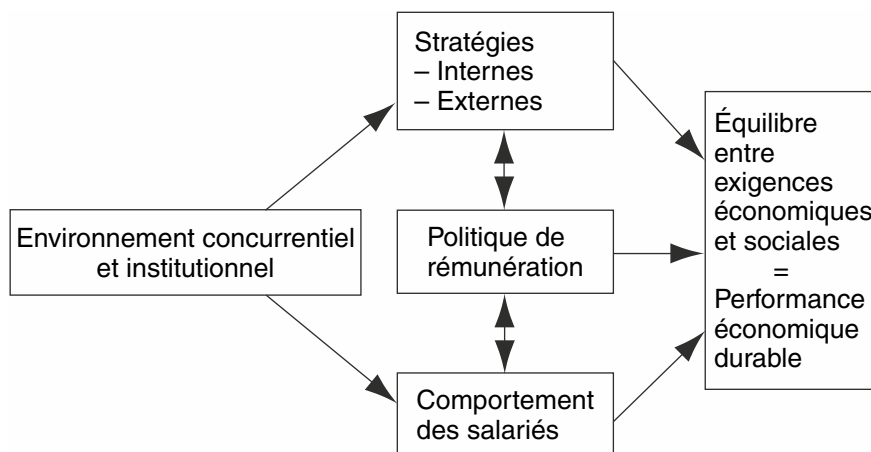 Stratégies
– Internes
– Externes
Environnement concurrentiel
et institutionnel
Politique de
rémunération
Comportement
des salariés
Équilibre
entre
exigences
économiques
et sociales
=
Performance
économique
durable